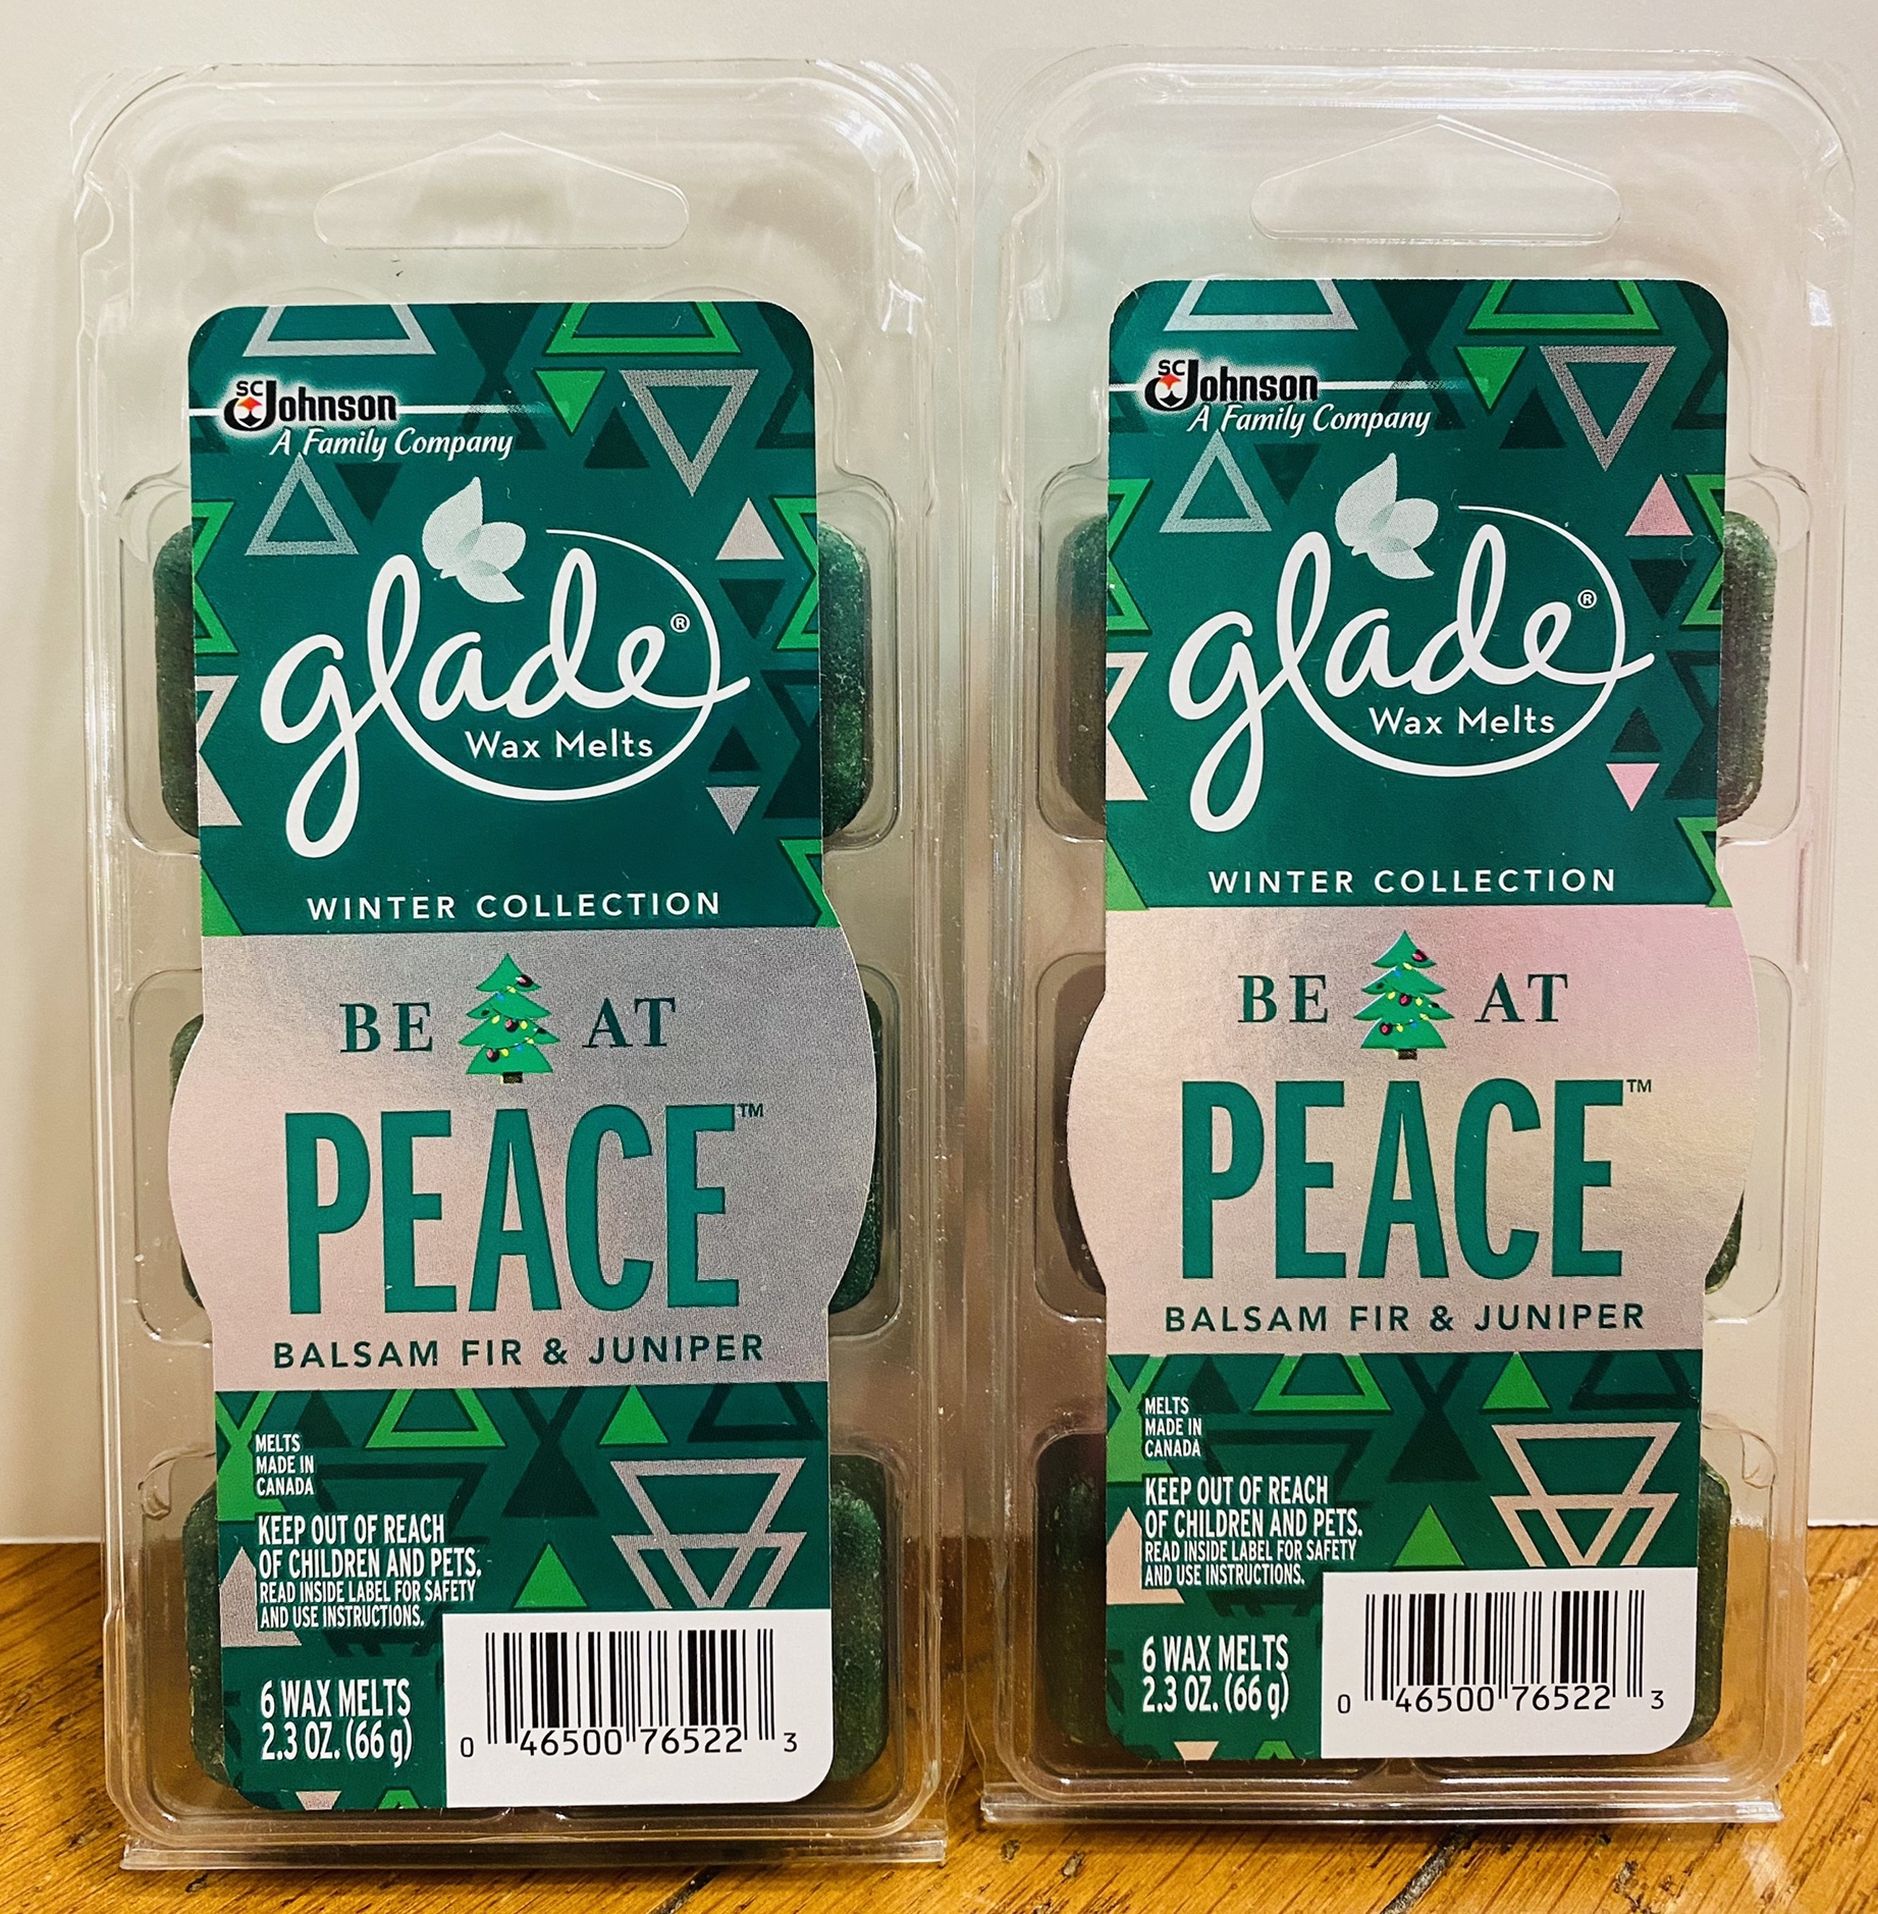 SC Johnson
A Family Company
glade®
Wax Melts
WINTER COLLECTION
BE AT
PEACE™
BALSAM FIR & JUNIPER
MELTS
MADE IN
CANADA
KEEP OUT OF REACH
OF CHILDREN AND PETS.
READ INSIDE LABEL FOR SAFETY
AND USE INSTRUCTIONS.
6 WAX MELTS
2.3 OZ. (66 g)
0 46500 76522 3
SC Johnson
A Family Company
glade®
Wax Melts
WINTER COLLECTION
BE AT
PEACE™
BALSAM FIR & JUNIPER
MELTS
MADE IN
CANADA
KEEP OUT OF REACH
OF CHILDREN AND PETS.
READ INSIDE LABEL FOR SAFETY
AND USE INSTRUCTIONS.
6 WAX MELTS
2.3 OZ. (66 g)
0 46500 76522 3